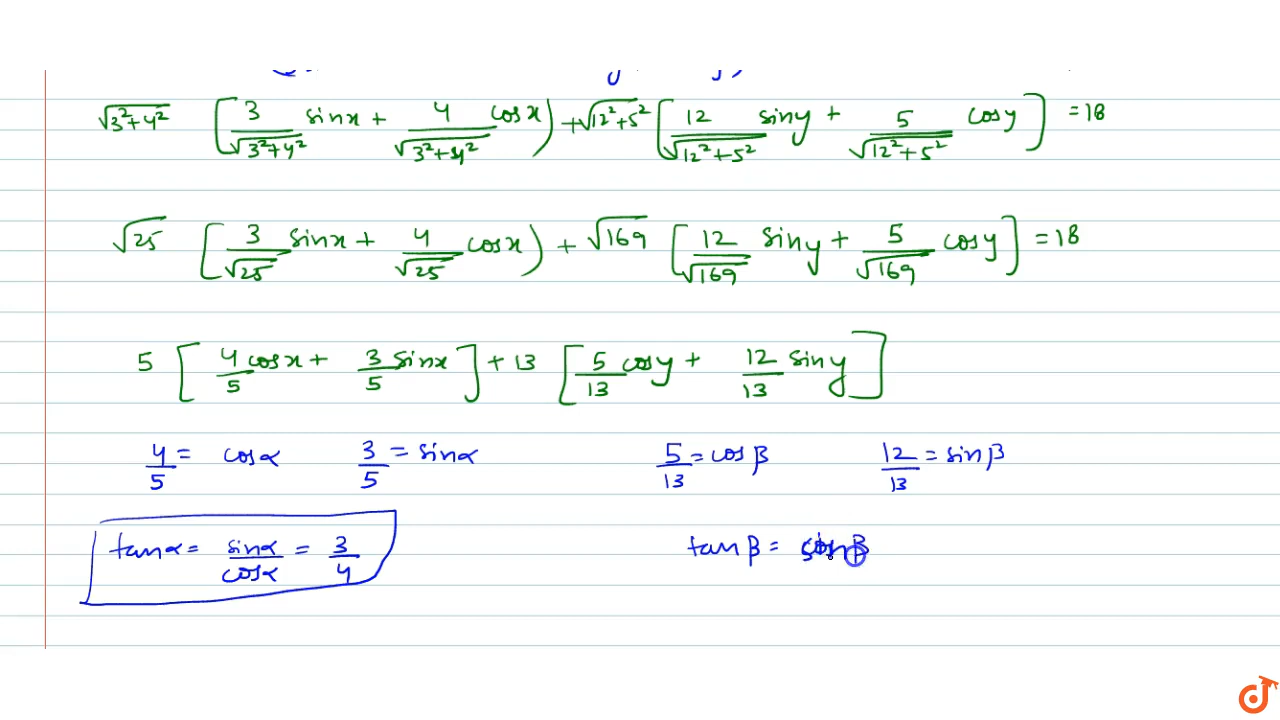 √3²+4² [3/√3²+4² sinx + 4/√3²+4² cosx) + √12²+5² [12/√12²+5² siny + 5/√12²+5² cosy] = 18
√25 [3/√25 sinx + 4/√25 cosx) + √169 [12/√169 siny + 5/√169 cosy] = 18
5 [4/5 cosx + 3/5 sinx] + 13 [5/13 cosy + 12/13 siny]
4/5 = cosα 3/5 = sinα 5/13 = cosβ 12/13 = sinβ
tanα = sinα/cosα = 3/4 tanβ = sinβ